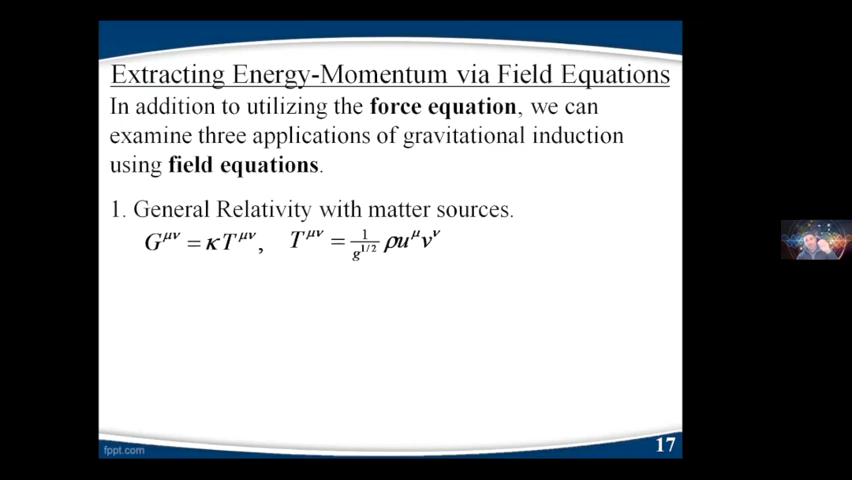 Extracting Energy-Momentum via Field Equations
In addition to utilizing the force equation, we can
examine three applications of gravitational induction
using field equations.
1. General Relativity with matter sources.
G^{μν} = κT^{μν}, T^{μν} = \frac{1}{g^{1/2}} ρu^μv^ν
fppt.com
17